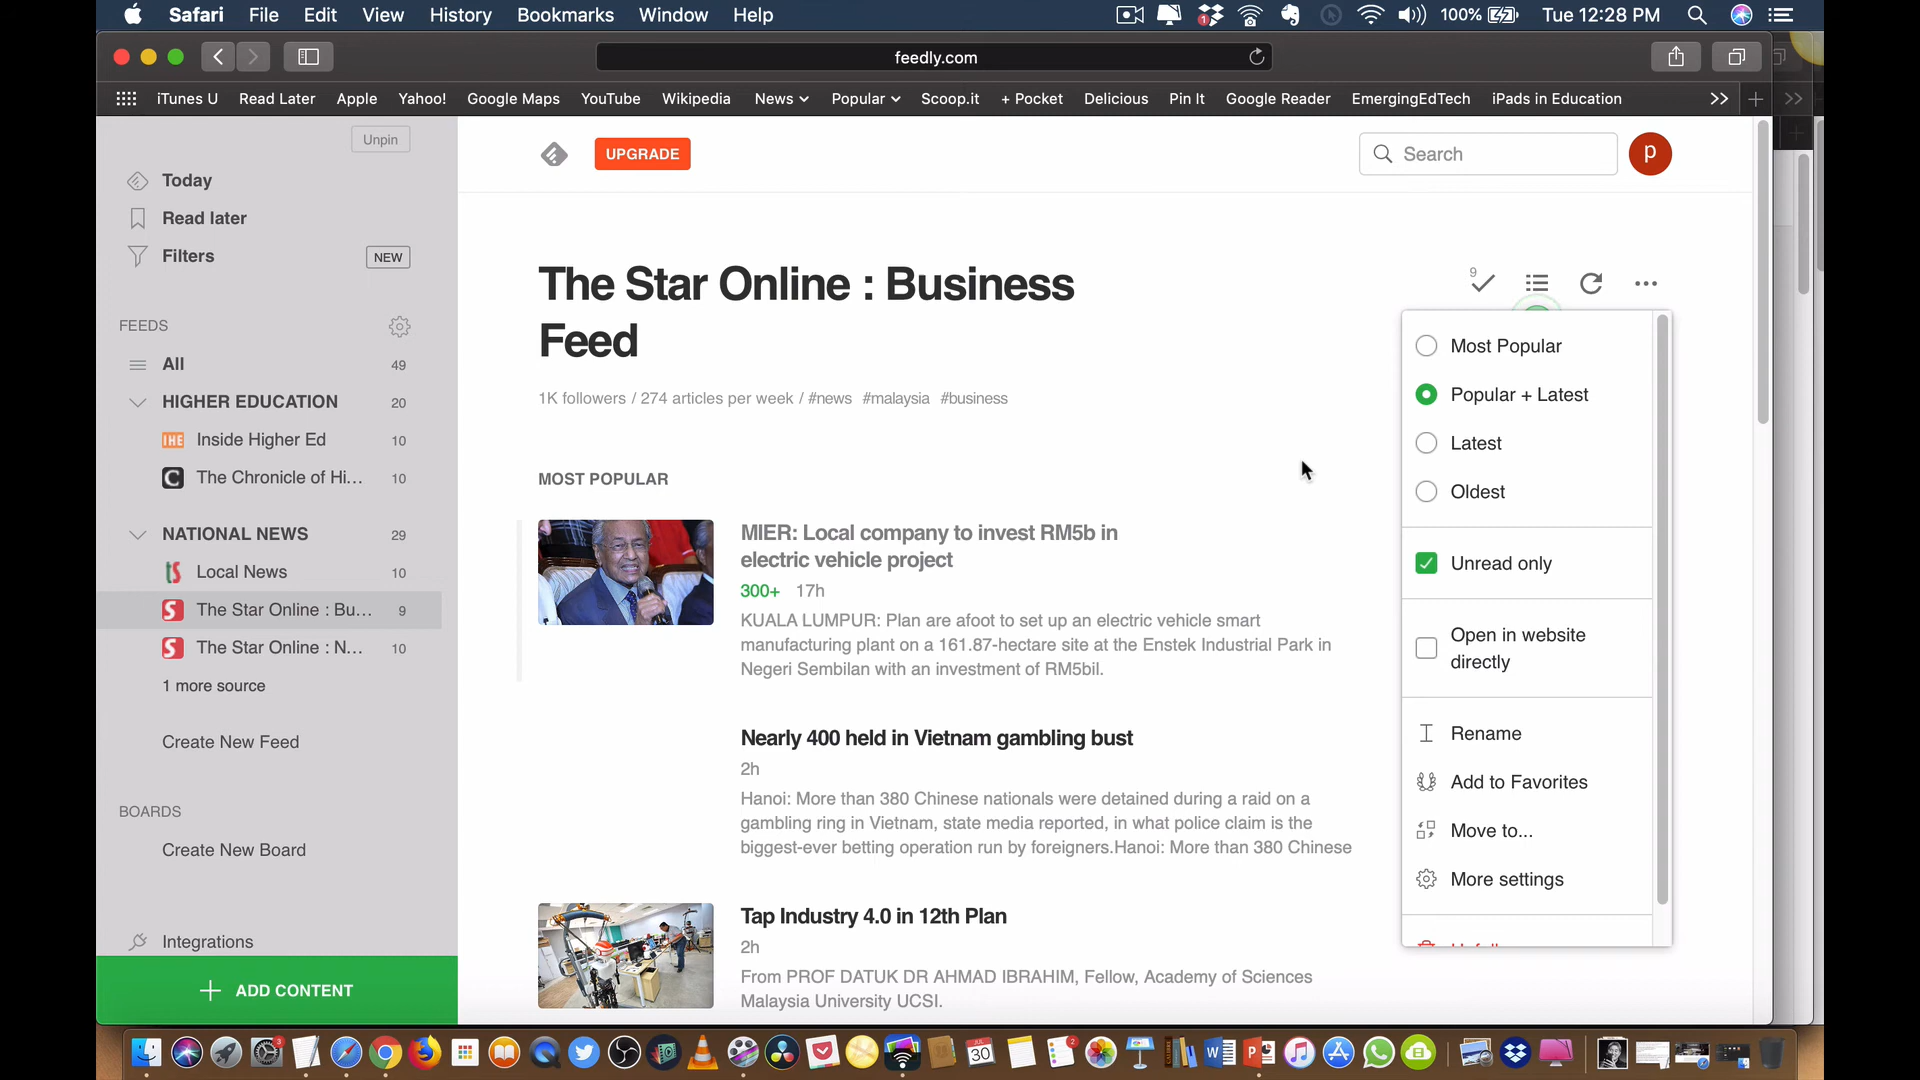 Safari File Edit View History Bookmarks Window Help 1 100% Tue 12:28 PM
feedly.com
iTunes U Read Later Apple Yahoo! Google Maps YouTube Wikipedia News Popular Scoop.it + Pocket Delicious Pin It Google Reader EmergingEdTech iPads in Education
Unpin
Today
Read later
Filters NEW
FEEDS
All 49
HIGHER EDUCATION 20
IHE Inside Higher Ed 10
C The Chronicle of Hi... 10
NATIONAL NEWS 29
Local News 10
S The Star Online : Bu... 9
S The Star Online : N... 10
1 more source
Create New Feed
BOARDS
Create New Board
Integrations
+ ADD CONTENT
UPGRADE
Search
p
The Star Online : Business
Feed
1K followers / 274 articles per week / #news #malaysia #business
9
MOST POPULAR
MIER: Local company to invest RM5b in
electric vehicle project
300+ 17h
KUALA LUMPUR: Plan are afoot to set up an electric vehicle smart
manufacturing plant on a 161.87-hectare site at the Enstek Industrial Park in
Negeri Sembilan with an investment of RM5bil.
Nearly 400 held in Vietnam gambling bust
2h
Hanoi: More than 380 Chinese nationals were detained during a raid on a
gambling ring in Vietnam, state media reported, in what police claim is the
biggest-ever betting operation run by foreigners.Hanoi: More than 380 Chinese
Tap Industry 4.0 in 12th Plan
2h
From PROF DATUK DR AHMAD IBRAHIM, Fellow, Academy of Sciences
Malaysia University UCSI.
Most Popular
Popular + Latest
Latest
Oldest
Unread only
Open in website
directly
Rename
Add to Favorites
Move to...
More settings
3 JUL 30 2